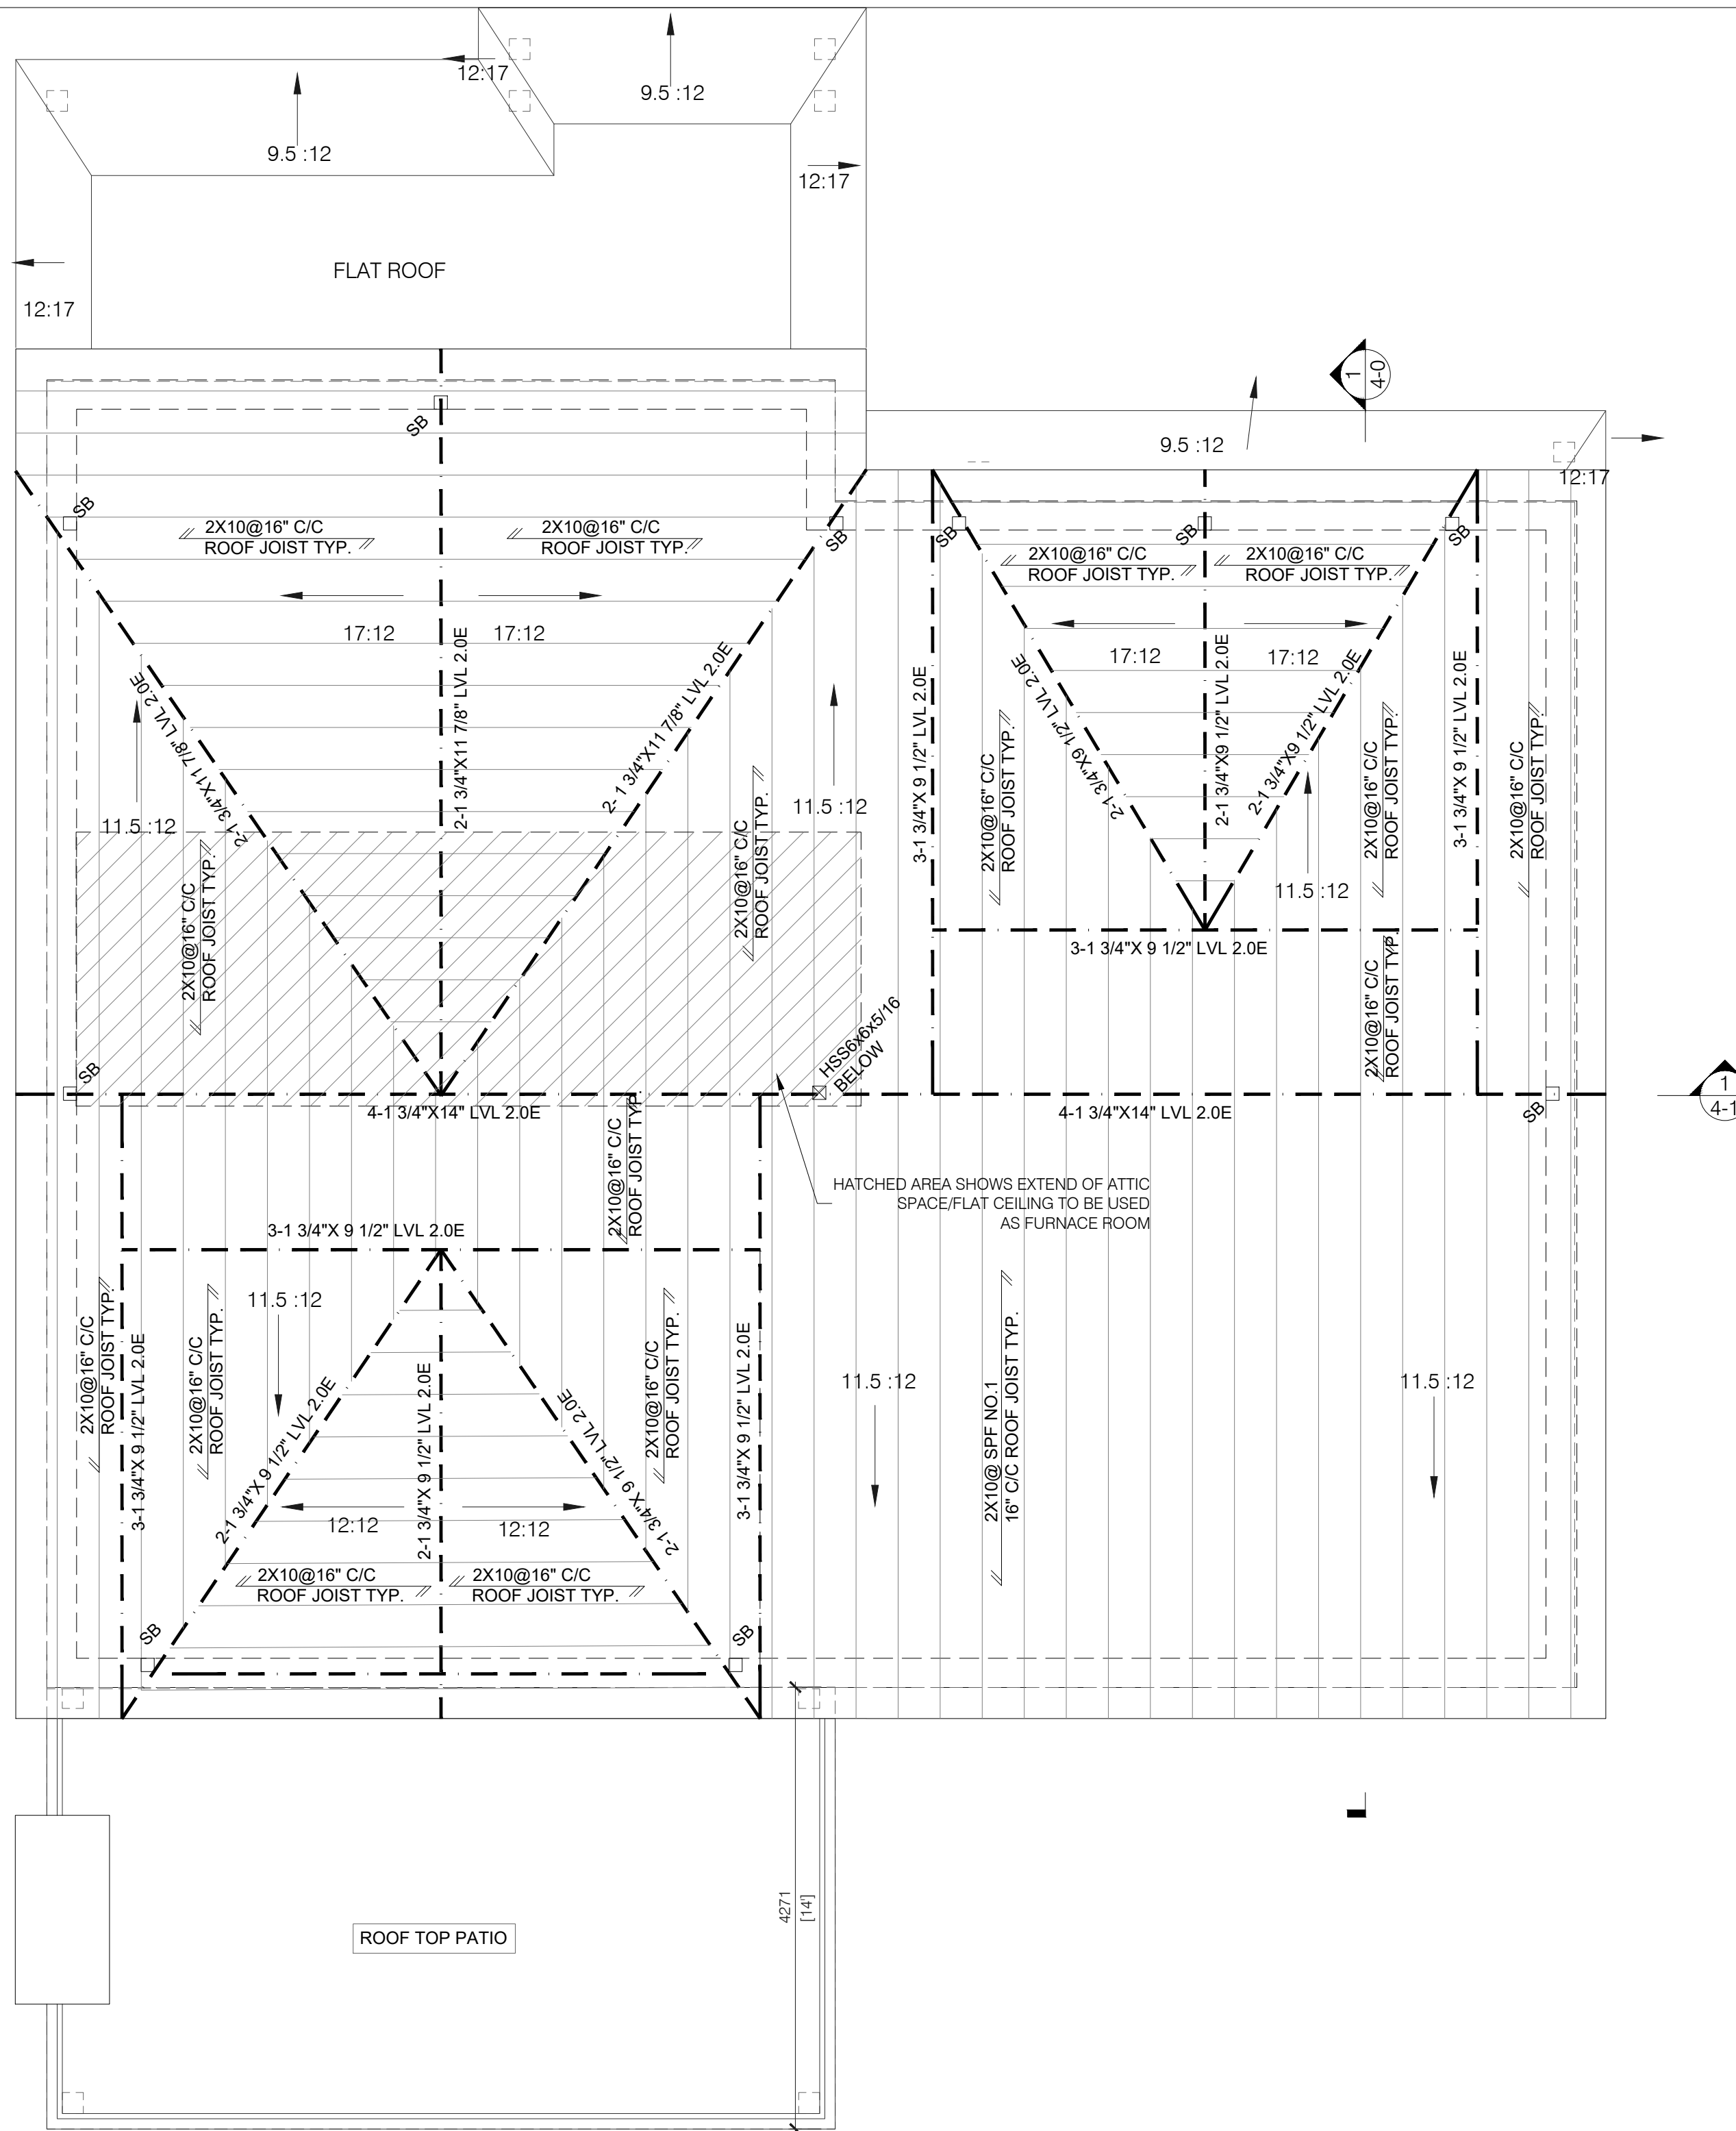 12:17
9.5 :12
9.5 :12
12:17
FLAT ROOF
12:17
1
4-0
9.5 :12
12:17
SB
SB
SB
SB
SB
SB
2X10@16" C/C
ROOF JOIST TYP.
2X10@16" C/C
ROOF JOIST TYP.
2X10@16" C/C
ROOF JOIST TYP.
2X10@16" C/C
ROOF JOIST TYP.
17:12
17:12
17:12
17:12
2-1 3/4"X11 7/8" LVL 2.0E
2-1 3/4"X11 7/8" LVL 2.0E
2- 1 3/4"X11 7/8" LVL 2.0E
3-1 3/4"X 9 1/2" LVL 2.0E
2-1 3/4"X9 1/2" LVL 2.0E
2-1 3/4"X9 1/2" LVL 2.0E
2-1 3/4"X9 1/2" LVL 2.0E
3-1 3/4"X 9 1/2" LVL 2.0E
11.5 :12
11.5 :12
11.5 :12
2X10@16" C/C
ROOF JOIST TYP.
2X10@16" C/C
ROOF JOIST TYP.
2X10@16" C/C
ROOF JOIST TYP.
2X10@16" C/C
ROOF JOIST TYP.
2X10@16" C/C
ROOF JOIST TYP.
3-1 3/4"X 9 1/2" LVL 2.0E
2X10@16" C/C
ROOF JOIST TYP.
SB
HSS6x6x5/16
BELOW
4-1 3/4"X14" LVL 2.0E
4-1 3/4"X14" LVL 2.0E
SB
1
4-1
2X10@16" C/C
ROOF JOIST TYP.
HATCHED AREA SHOWS EXTEND OF ATTIC
SPACE/FLAT CEILING TO BE USED
AS FURNACE ROOM
3-1 3/4"X 9 1/2" LVL 2.0E
11.5 :12
11.5 :12
11.5 :12
2X10@16" C/C
ROOF JOIST TYP.
3-1 3/4"X 9 1/2" LVL 2.0E
2X10@16" C/C
ROOF JOIST TYP.
2-1 3/4"X 9 1/2" LVL 2.0E
2-1 3/4"X 9 1/2" LVL 2.0E
2-1 3/4"X 9 1/2" LVL 2.0E
2X10@16" C/C
ROOF JOIST TYP.
3-1 3/4"X 9 1/2" LVL 2.0E
2X10@ SPF NO.1
16" C/C ROOF JOIST TYP.
12:12
12:12
2X10@16" C/C
ROOF JOIST TYP.
2X10@16" C/C
ROOF JOIST TYP.
SB
SB
4271
[14']
ROOF TOP PATIO